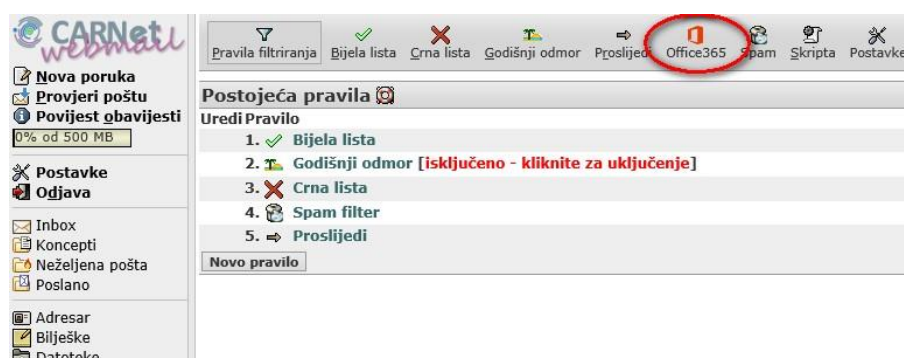 CARNet
webmail
Nova poruka
Provjeri poštu
Povijest obavijesti
0% od 500 MB
Postavke
Odjava
Inbox
Koncepti
Neželjena pošta
Poslano
Adresar
Bilješke
Datoteke
Pravila filtriranja
Bijela lista
Crna lista
Godišnji odmor
Proslijedi
Office365
Spam
Skripta
Postavke
Postojeća pravila
Uredi Pravilo
1. Bijela lista
2. Godišnji odmor [isključeno - kliknite za uključenje]
3. Crna lista
4. Spam filter
5. Proslijedi
Novo pravilo